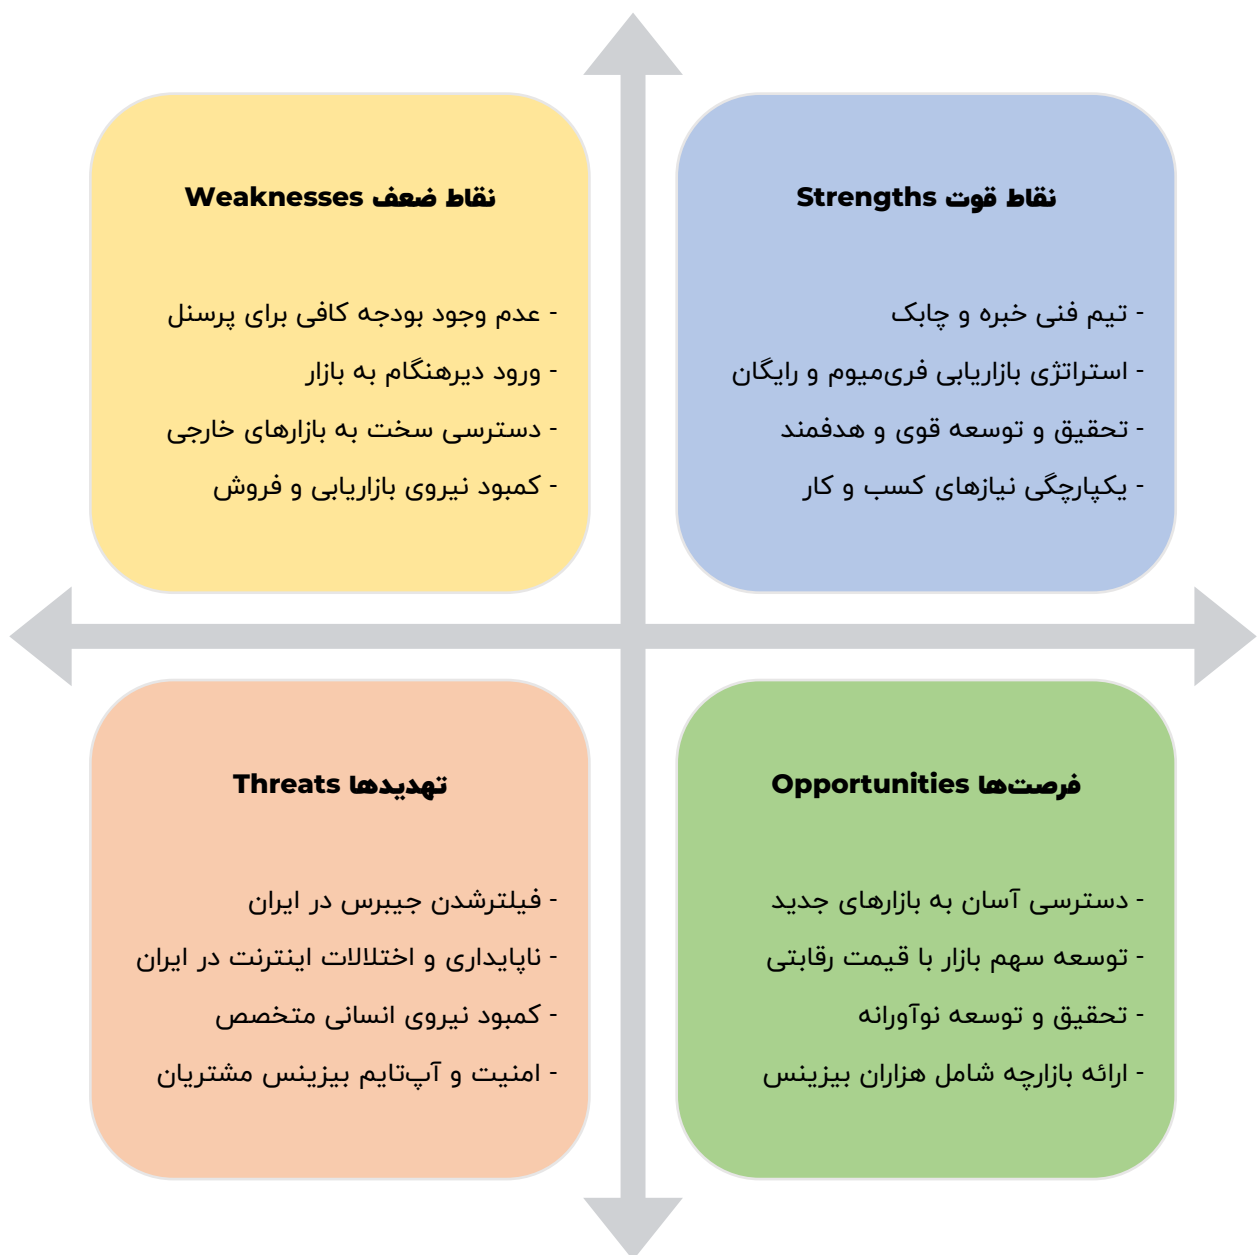 نقاط قوت Strengths
- تیم فنی خبره و چابک
- استراتژی بازاریابی فری‌میوم و رایگان
- تحقیق و توسعه قوی و هدفمند
- یکپارچگی نیازهای کسب و کار
نقاط ضعف Weaknesses
- عدم وجود بودجه کافی برای پرسنل
- ورود دیرهنگام به بازار
- دسترسی سخت به بازارهای خارجی
- کمبود نیروی بازاریابی و فروش
فرصت‌ها Opportunities
- دسترسی آسان به بازارهای جدید
- توسعه سهم بازار با قیمت رقابتی
- تحقیق و توسعه نوآورانه
- ارائه بازارچه شامل هزاران بیزینس
تهدیدها Threats
- فیلترشدن جیبرس در ایران
- ناپایداری و اختلالات اینترنت در ایران
- کمبود نیروی انسانی متخصص
- امنیت و آپ‌تایم بیزینس مشتریان